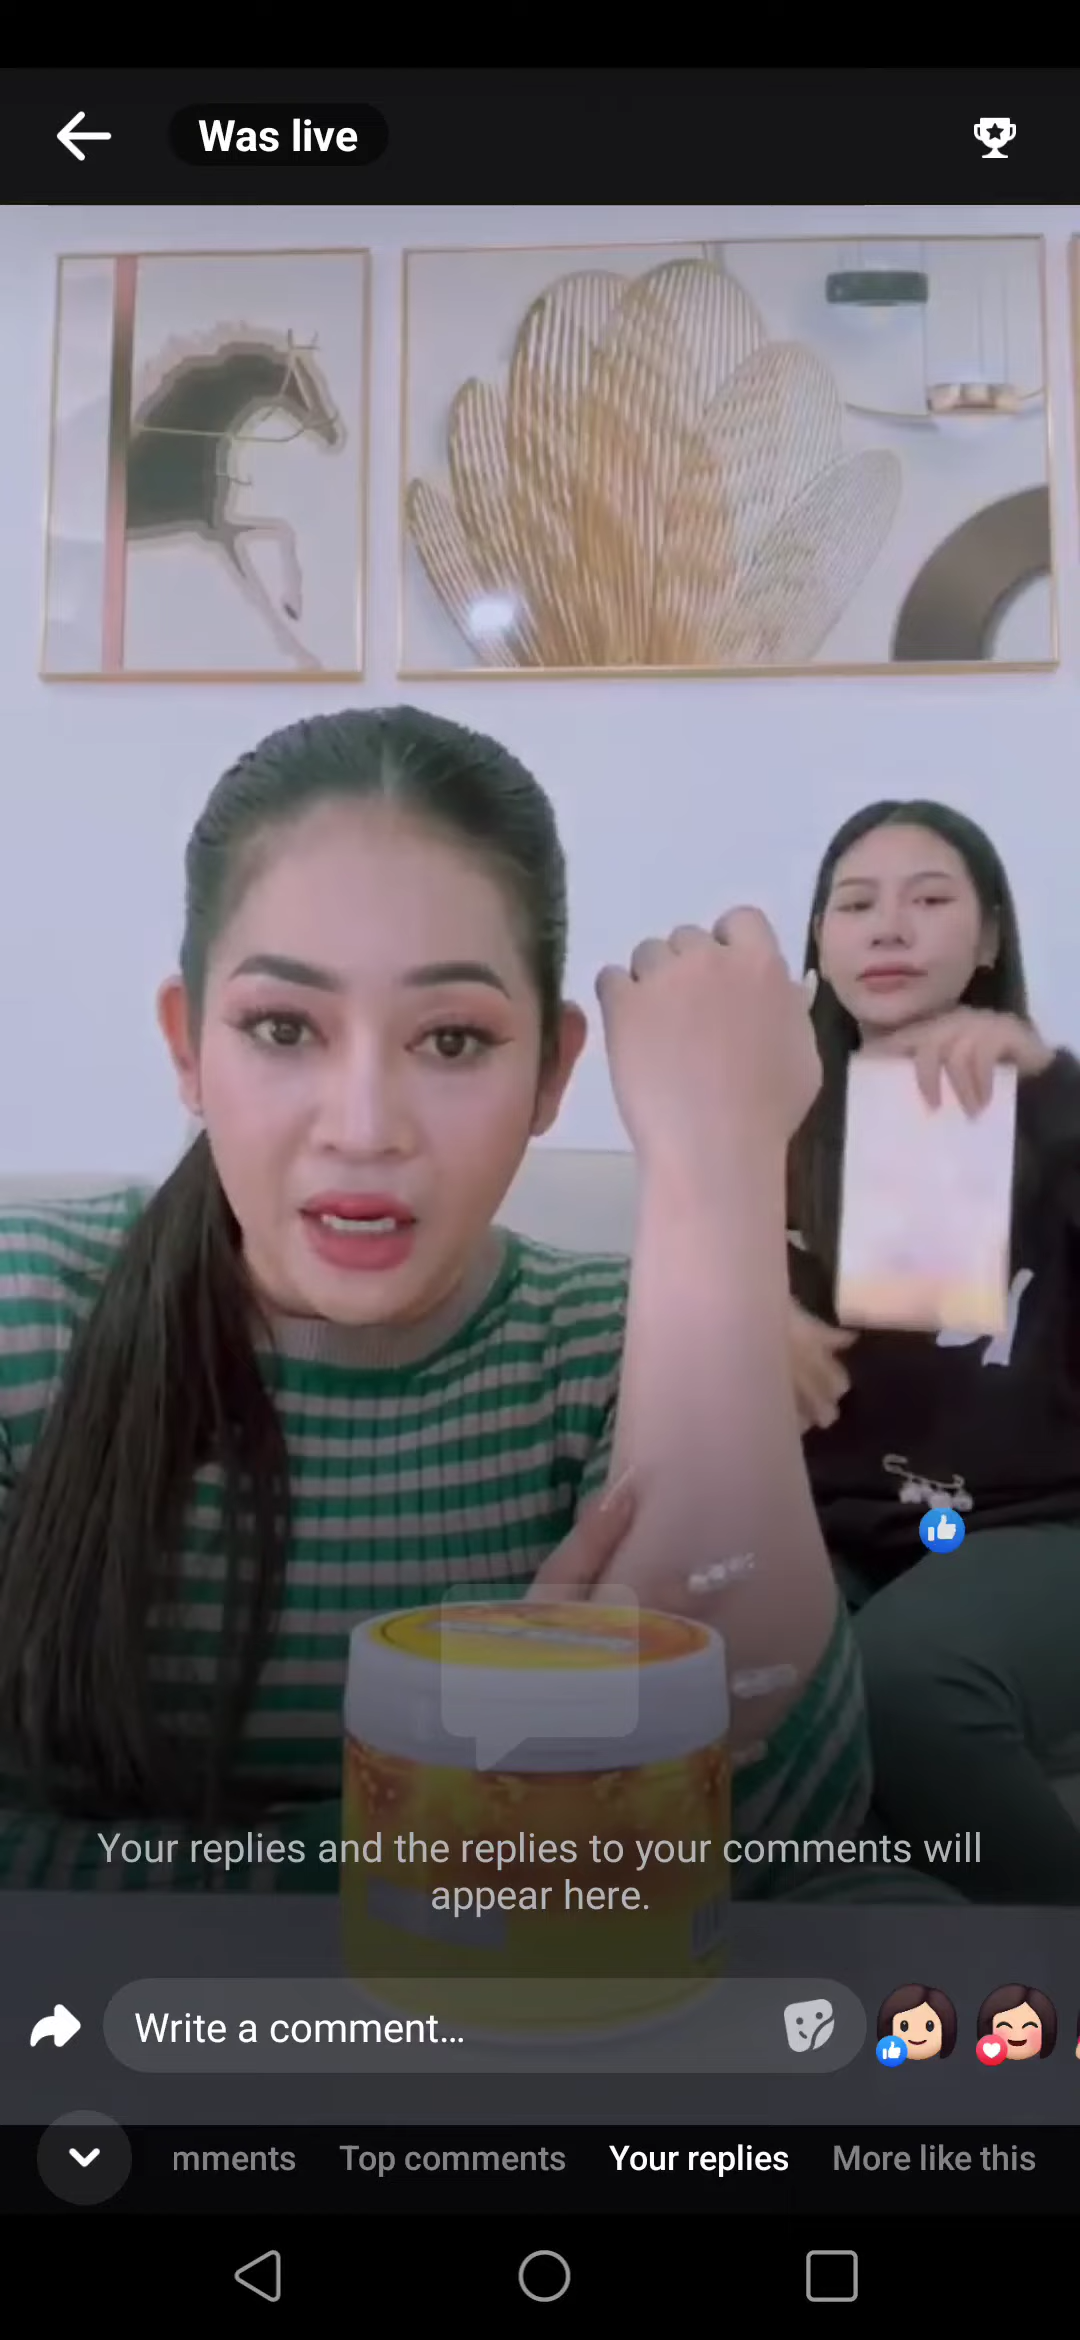 Was live
Your replies and the replies to your comments will
appear here.
Write a comment...
mments
Top comments
Your replies
More like this